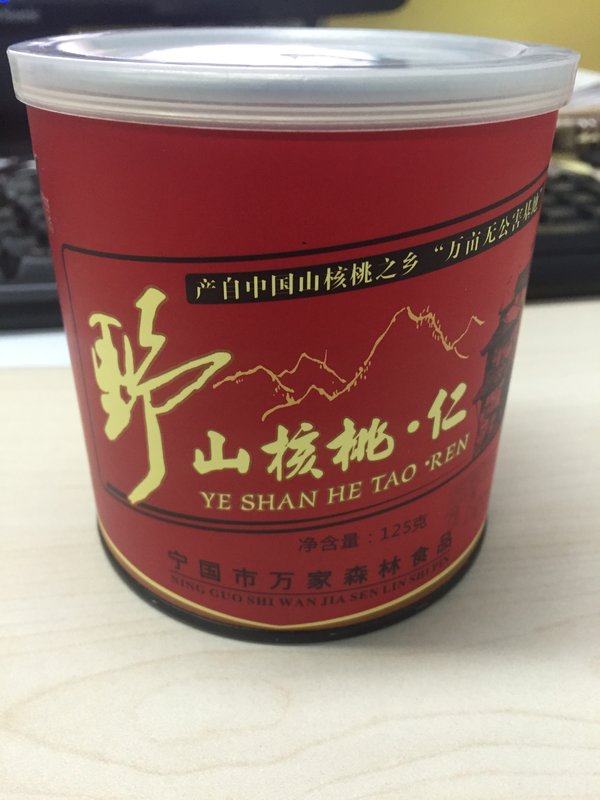 产自中国山核桃之乡 “万亩无公害基地
野
山核桃·仁
YE SHAN HE TAO ·REN
净含量：125克
宁国市万家森林食品
NING GUO SHI WAN JIA SEN LIN SHI PIN